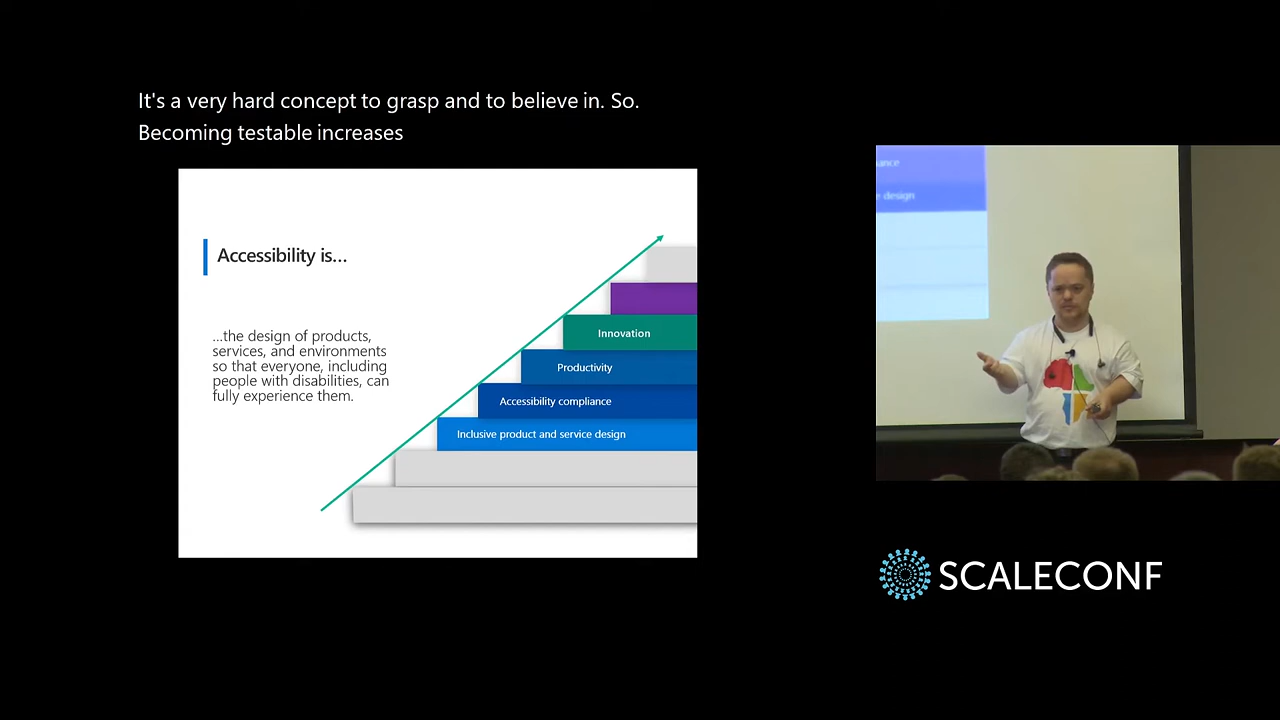 It's a very hard concept to grasp and to believe in. So.
Becoming testable increases
Accessibility is...
...the design of products,
services, and environments
so that everyone, including
people with disabilities, can
fully experience them.
Innovation
Productivity
Accessibility compliance
Inclusive product and service design
design
SCALECONF